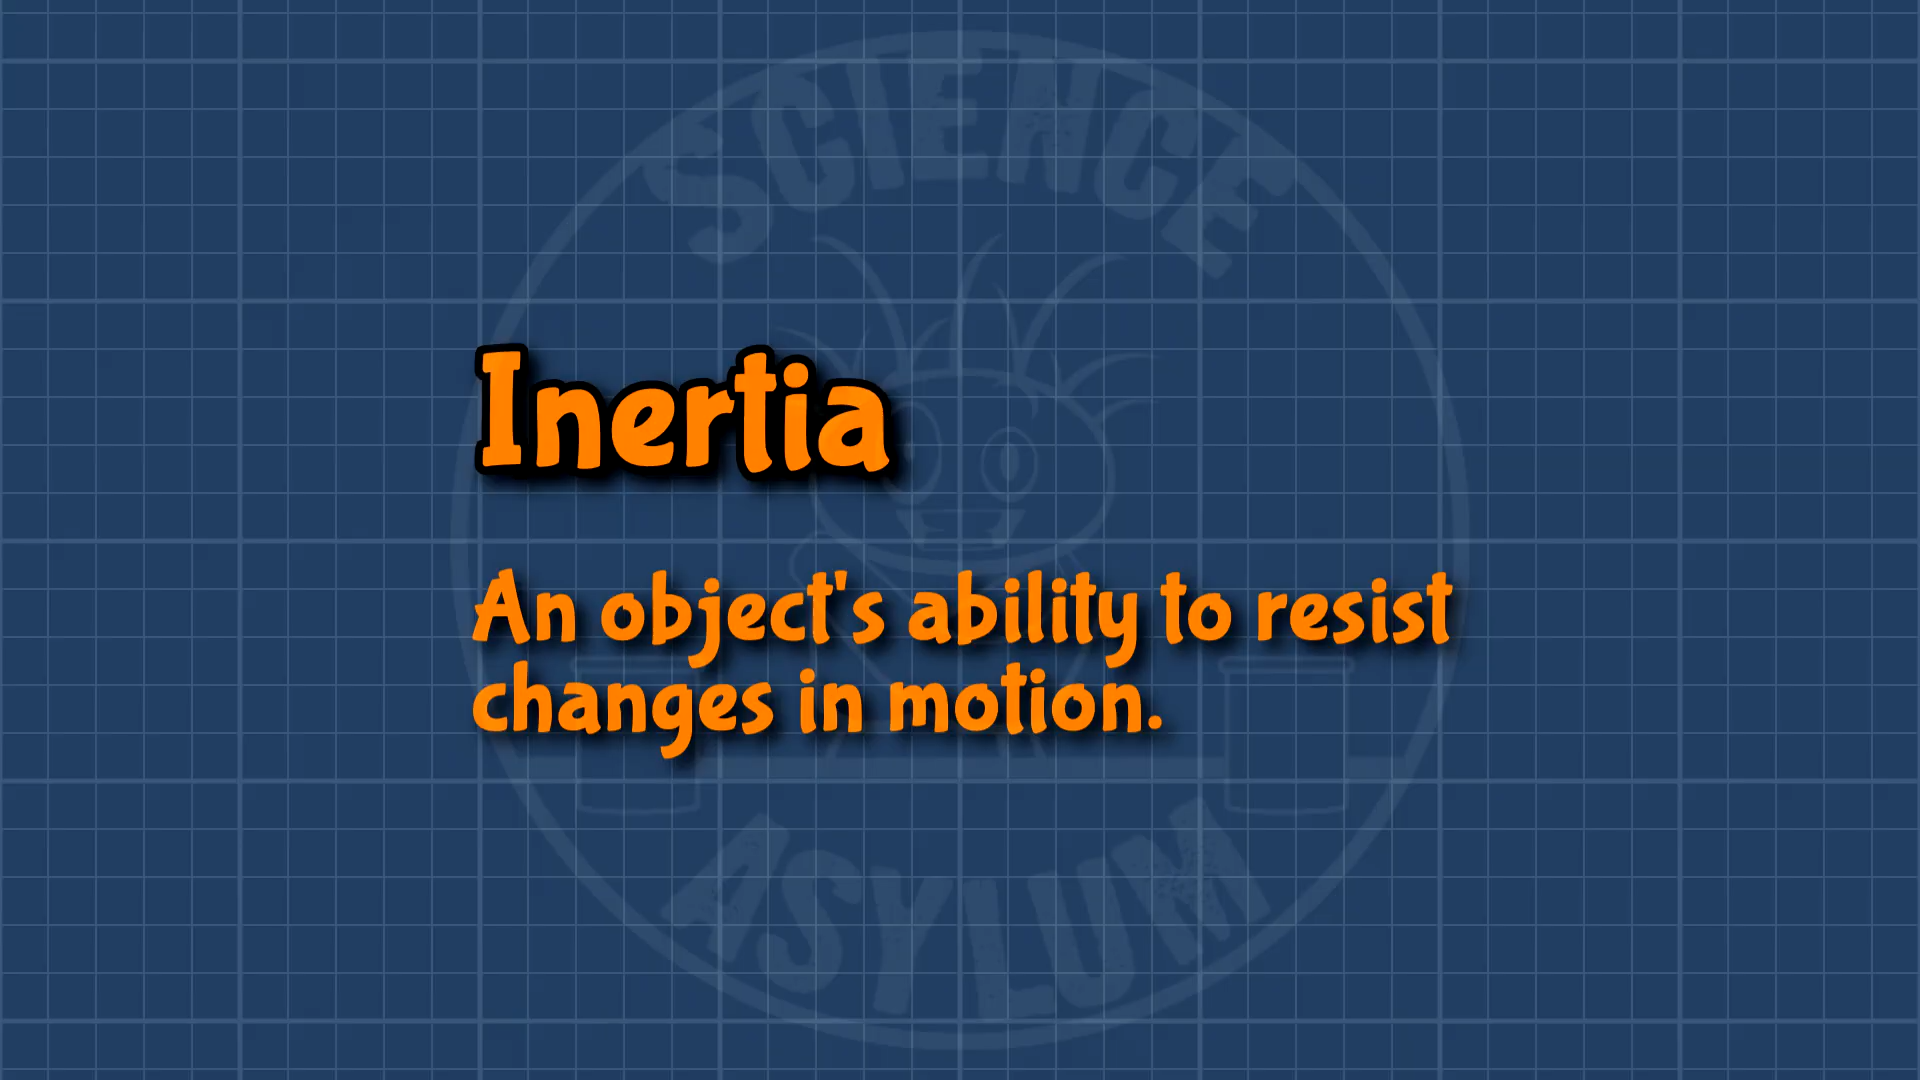 SCIENCE
Inertia
An object's ability to resist
changes in motion.
ASYLUM